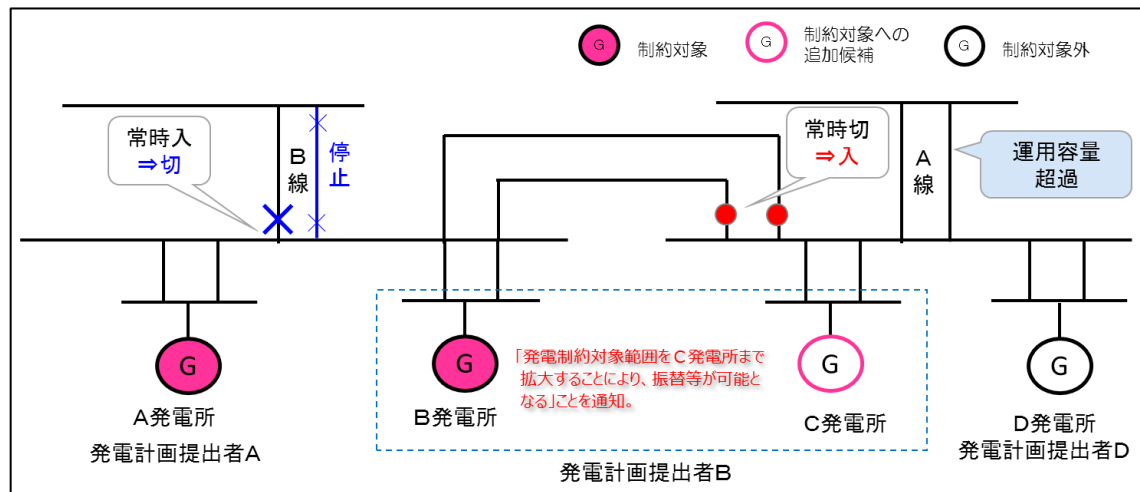 G
制約対象
G
制約対象への
追加候補
G
制約対象外
常時入
⇒切
B線
停止
常時切
⇒入
A線
運用容量
超過
G
A発電所
発電計画提出者A
G
B発電所
「発電制約対象範囲をC発電所まで
拡大することにより、振替等が可能と
なる」ことを通知。
G
C発電所
発電計画提出者B
G
D発電所
発電計画提出者D